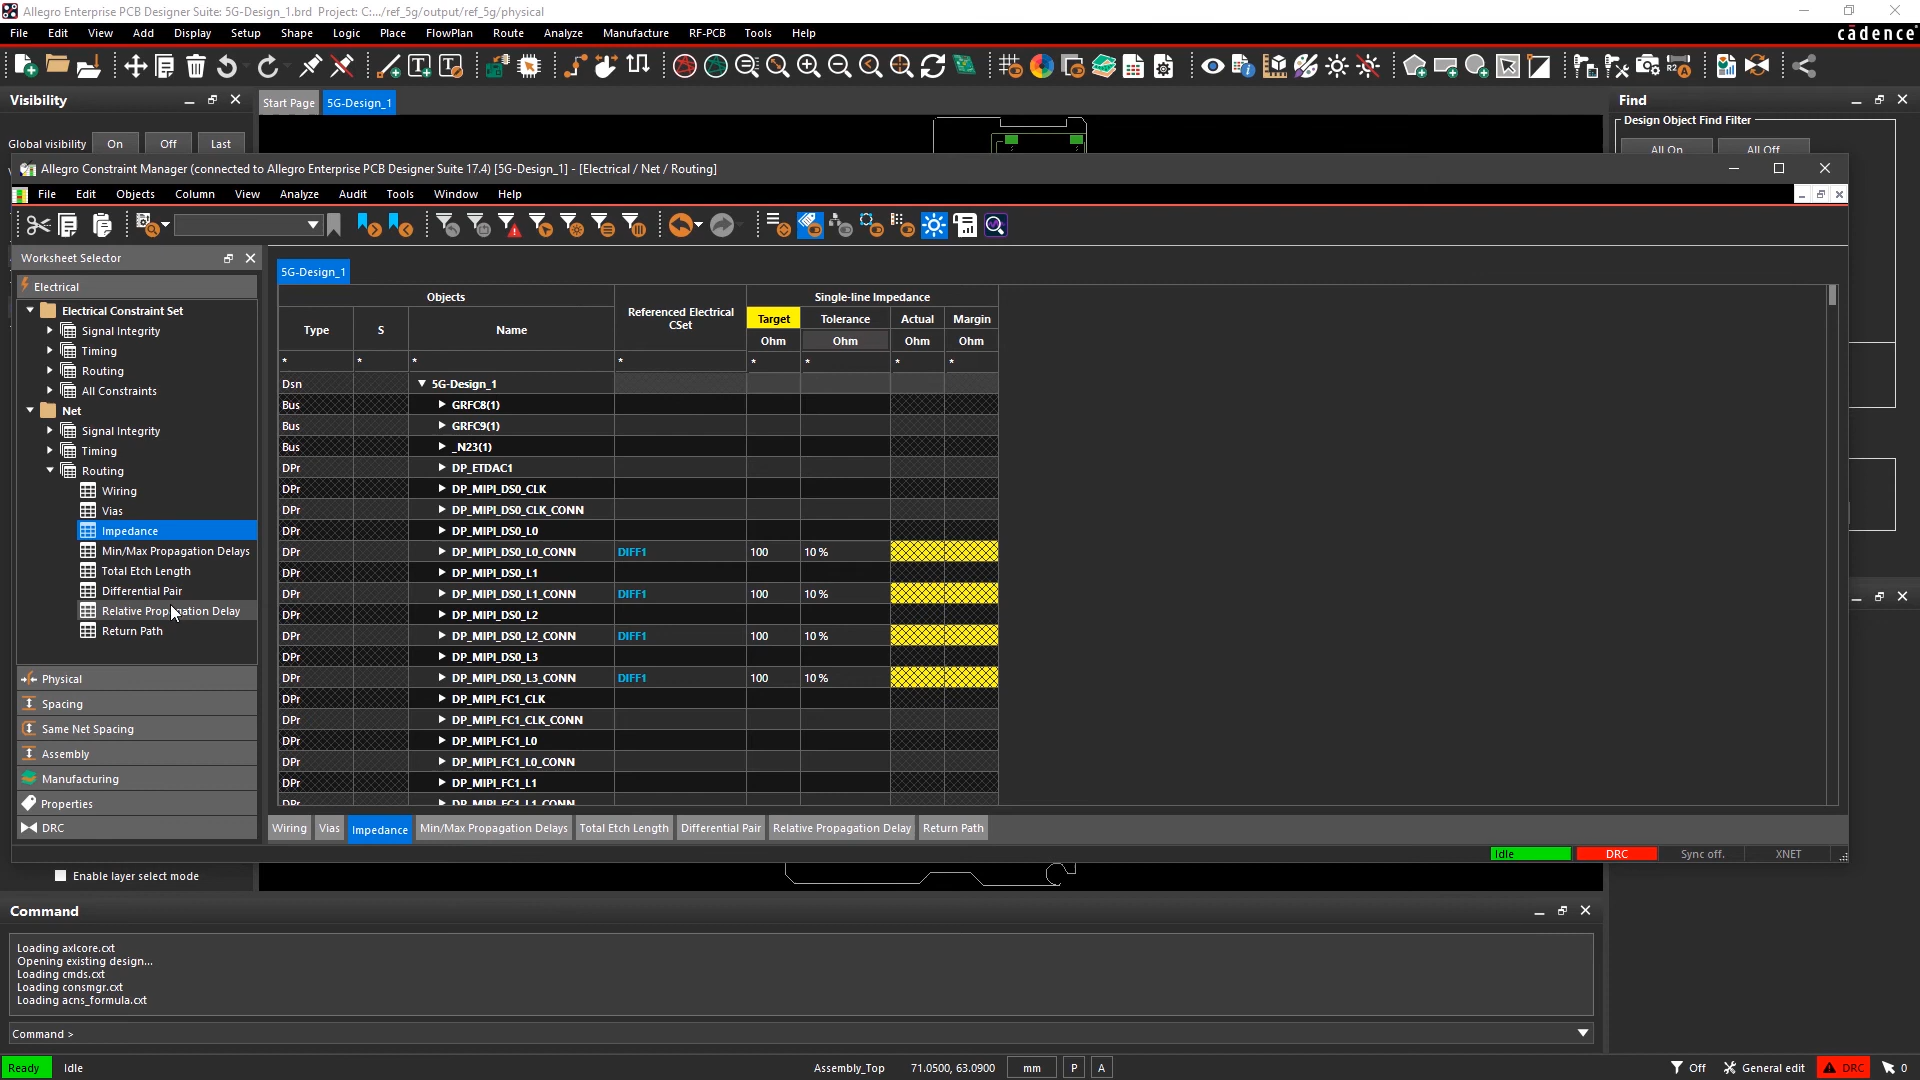 Allegro Enterprise PCB Designer Suite: 5G-Design_1.brd Project: C:.../ref_5g/output/ref_5g/physical
File Edit View Add Display Setup Shape Logic Place FlowPlan Route Analyze Manufacture RF-PCB Tools Help
cādence
Visibility
Start Page 5G-Design_1
Find
Design Object Find Filter
Global visibility On Off Last
All On All Off
Allegro Constraint Manager (connected to Allegro Enterprise PCB Designer Suite 17.4) [5G-Design_1] - [Electrical / Net / Routing]
File Edit Objects Column View Analyze Audit Tools Window Help
Worksheet Selector
5G-Design_1
Electrical
Electrical Constraint Set
Signal Integrity
Timing
Routing
All Constraints
Net
Signal Integrity
Timing
Routing
Wiring
Vias
Impedance
Min/Max Propagation Delays
Total Etch Length
Differential Pair
Relative Propagation Delay
Return Path
Physical
Spacing
Same Net Spacing
Assembly
Manufacturing
Properties
DRC
Objects Referenced Electrical CSet Single-line Impedance
Type S Name Target Tolerance Actual Margin
Ohm Ohm Ohm Ohm
* * * * * * * *
Dsn 5G-Design_1
Bus GRFC8(1)
Bus GRFC9(1)
Bus _N23(1)
DPr DP_ETDAC1
DPr DP_MIPI_DS0_CLK
DPr DP_MIPI_DS0_CLK_CONN
DPr DP_MIPI_DS0_L0
DPr DP_MIPI_DS0_L0_CONN DIFF1 100 10 %
DPr DP_MIPI_DS0_L1
DPr DP_MIPI_DS0_L1_CONN DIFF1 100 10 %
DPr DP_MIPI_DS0_L2
DPr DP_MIPI_DS0_L2_CONN DIFF1 100 10 %
DPr DP_MIPI_DS0_L3
DPr DP_MIPI_DS0_L3_CONN DIFF1 100 10 %
DPr DP_MIPI_FC1_CLK
DPr DP_MIPI_FC1_CLK_CONN
DPr DP_MIPI_FC1_L0
DPr DP_MIPI_FC1_L0_CONN
DPr DP_MIPI_FC1_L1
DPr DP_MIPI_FC1_L1_CONN
Wiring Vias Impedance Min/Max Propagation Delays Total Etch Length Differential Pair Relative Propagation Delay Return Path
Idle DRC Sync off. XNET
Enable layer select mode
Command
Loading axlcore.cxt
Opening existing design...
Loading cmds.cxt
Loading consmgr.cxt
Loading acns_formula.cxt
Command >
Ready Idle Assembly_Top 71.0500, 63.0900 mm P A Off General edit DRC 0